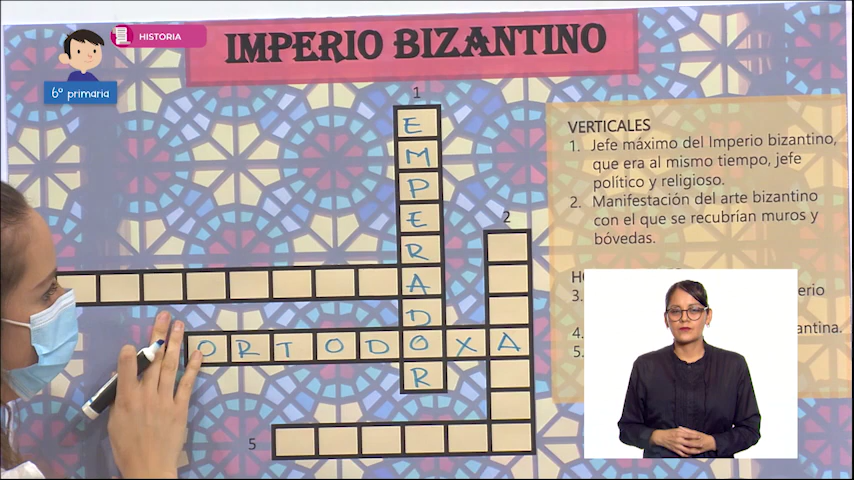 HISTORIA
6º primaria
IMPERIO BIZANTINO
1
EMPERADOR
2
ORTODOXA
5
VERTICALES
1. Jefe máximo del Imperio bizantino,
que era al mismo tiempo, jefe
político y religioso.
2. Manifestación del arte bizantino
con el que se recubrían muros y
bóvedas.
3.
4.
5.